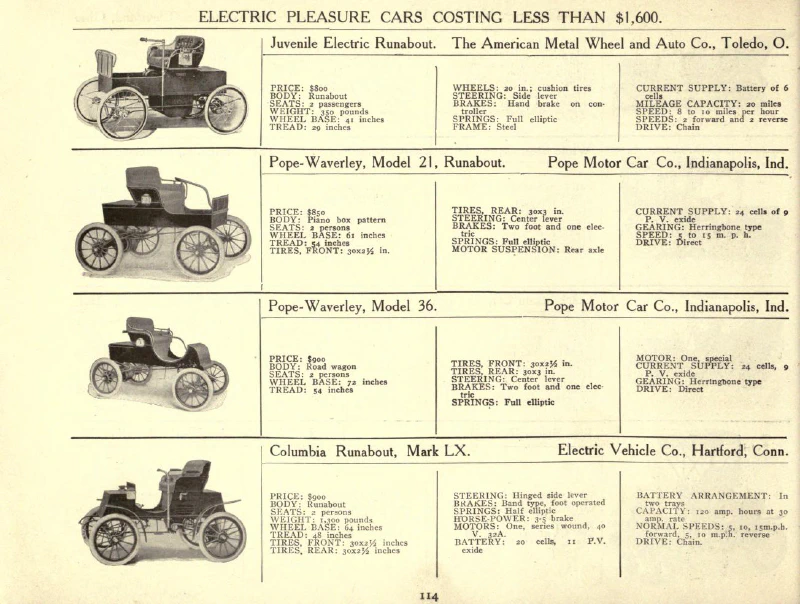 ELECTRIC PLEASURE CARS COSTING LESS THAN $1,600.
Juvenile Electric Runabout. The American Metal Wheel and Auto Co., Toledo, O.
PRICE: $800
BODY: Runabout
SEATS: 2 passengers
WEIGHT: 350 pounds
WHEEL BASE: 41 inches
TREAD: 29 inches
WHEELS: 20 in.; cushion tires
STEERING: Side lever
BRAKES: Hand brake on con-
troller
SPRINGS: Full elliptic
FRAME: Steel
CURRENT SUPPLY: Battery of 6
cells
MILEAGE CAPACITY: 20 miles
SPEED: 8 to 10 miles per hour
SPEEDS: 2 forward and 2 reverse
DRIVE: Chain
Pope-Waverley, Model 21, Runabout. Pope Motor Car Co., Indianapolis, Ind.
PRICE: $850
BODY: Piano box pattern
SEATS: 2 persons
WHEEL BASE: 61 inches
TREAD: 54 inches
TIRES, FRONT: 30x2½ in.
TIRES, REAR: 30x3 in.
STEERING: Center lever
BRAKES: Two foot and one elec-
tric
SPRINGS: Full elliptic
MOTOR SUSPENSION: Rear axle
CURRENT SUPPLY: 24 cells of 9
P. V. exide
GEARING: Herringbone type
SPEED: 5 to 15 m. p. h.
DRIVE: Direct
Pope-Waverley, Model 36. Pope Motor Car Co., Indianapolis, Ind.
PRICE: $900
BODY: Road wagon
SEATS: 2 persons
WHEEL BASE: 72 inches
TREAD: 54 inches
TIRES, FRONT: 30x2½ in.
TIRES, REAR: 30x3 in.
STEERING: Center lever
BRAKES: Two foot and one elec-
tric
SPRINGS: Full elliptic
MOTOR: One, special
CURRENT SUPPLY: 24 cells, 9
P. V. exide
GEARING: Herringbone type
DRIVE: Direct
Columbia Runabout, Mark LX. Electric Vehicle Co., Hartford, Conn.
PRICE: $900
BODY: Runabout
SEATS: 2 persons
WEIGHT: 1,300 pounds
WHEEL BASE: 64 inches
TREAD: 48 inches
TIRES, FRONT: 30x2½ inches
TIRES, REAR: 30x2½ inches
STEERING: Hinged side lever
BRAKES: Band type, foot operated
SPRINGS: Half elliptic
HORSE-POWER: 3.5 brake
MOTORS: One, series wound, 40
V. 32A.
BATTERY: 20 cells, 11 P.V.
exide
BATTERY ARRANGEMENT: In
two trays
CAPACITY: 120 amp. hours at 30
amp. rate
NORMAL SPEEDS: 5, 10, 15m.p.h.
forward, 5, 10 m.p.h. reverse
DRIVE: Chain.
114